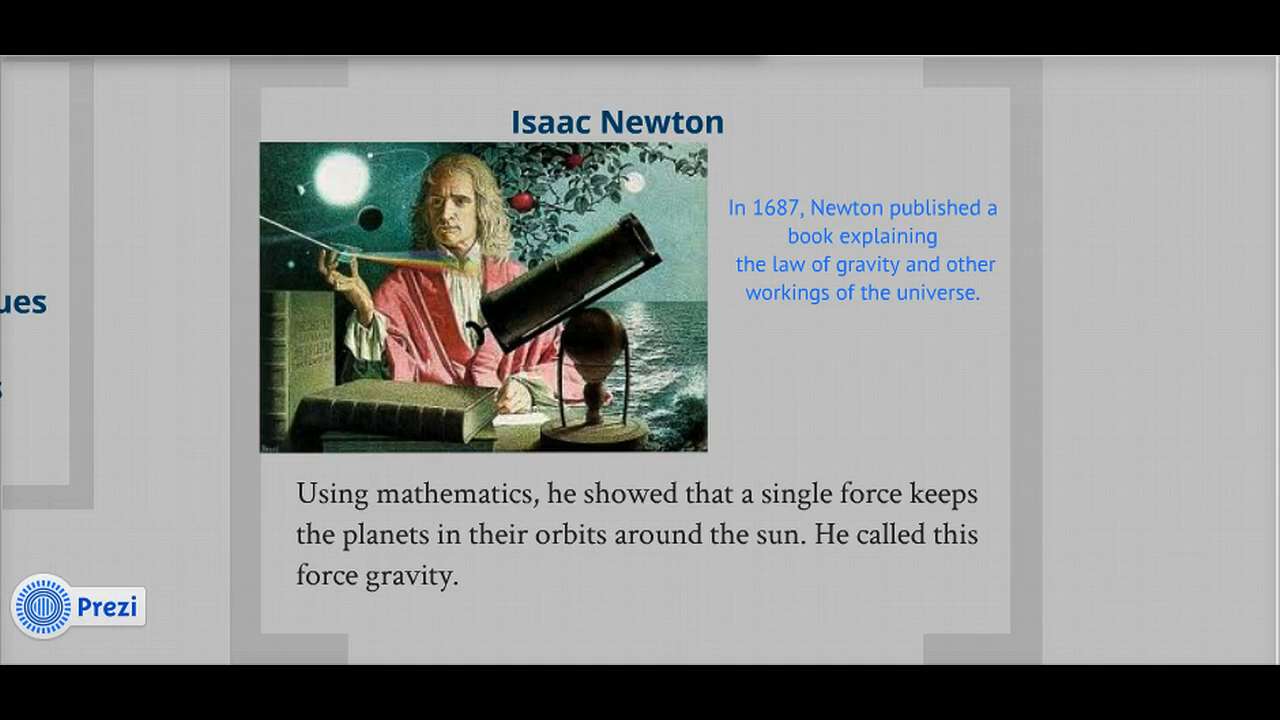 Isaac Newton
In 1687, Newton published a
book explaining
the law of gravity and other
workings of the universe.
Using mathematics, he showed that a single force keeps
the planets in their orbits around the sun. He called this
force gravity.
ues
s
Prezi